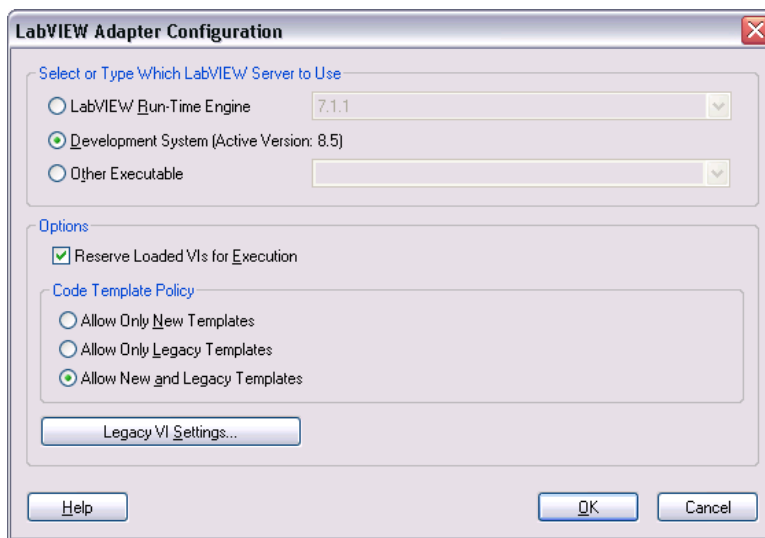 LabVIEW Adapter Configuration
Select or Type Which LabVIEW Server to Use
LabVIEW Run-Time Engine 7.1.1
Development System (Active Version: 8.5)
Other Executable
Options
Reserve Loaded VIs for Execution
Code Template Policy
Allow Only New Templates
Allow Only Legacy Templates
Allow New and Legacy Templates
Legacy VI Settings...
Help OK Cancel